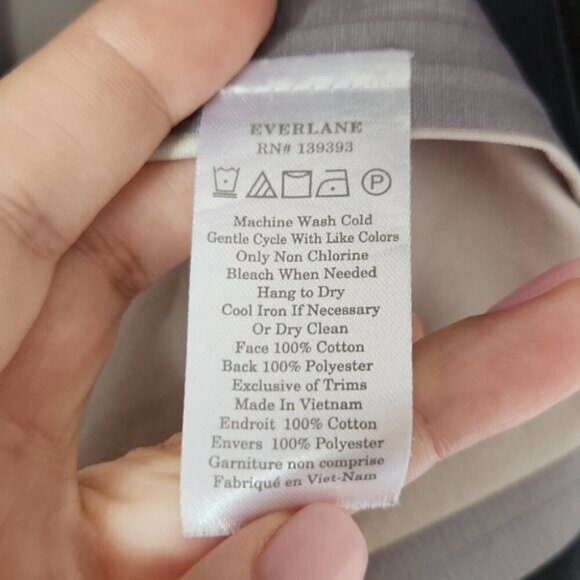 EVERLANE
RN# 139393
P
Machine Wash Cold
Gentle Cycle With Like Colors
Only Non Chlorine
Bleach When Needed
Hang to Dry
Cool Iron If Necessary
Or Dry Clean
Face 100% Cotton
Back 100% Polyester
Exclusive of Trims
Made In Vietnam
Endroit 100% Cotton
Envers 100% Polyester
Garniture non comprise
Fabriqué en Viet-Nam